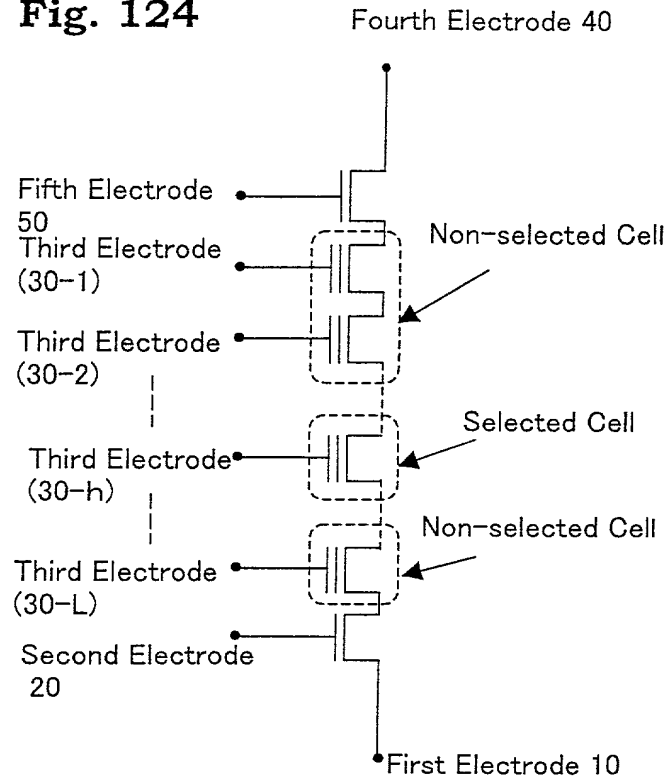 Fig. 124
Fourth Electrode 40
Fifth Electrode
50
Third Electrode
(30-1)
Non-selected Cell
Third Electrode
(30-2)
Selected Cell
Third Electrode
(30-h)
Non-selected Cell
Third Electrode
(30-L)
Second Electrode
20
First Electrode 10